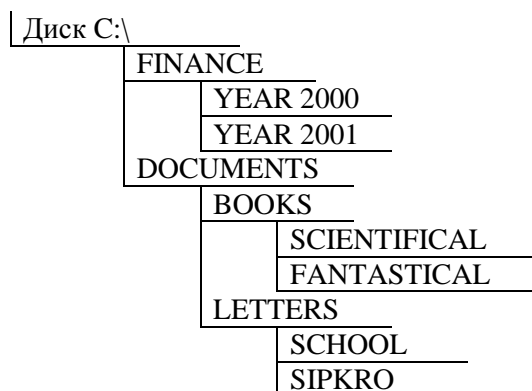 Диск С:\
FINANCE
YEAR 2000
YEAR 2001
DOCUMENTS
BOOKS
SCIENTIFICAL
FANTASTICAL
LETTERS
SCHOOL
SIPKRO